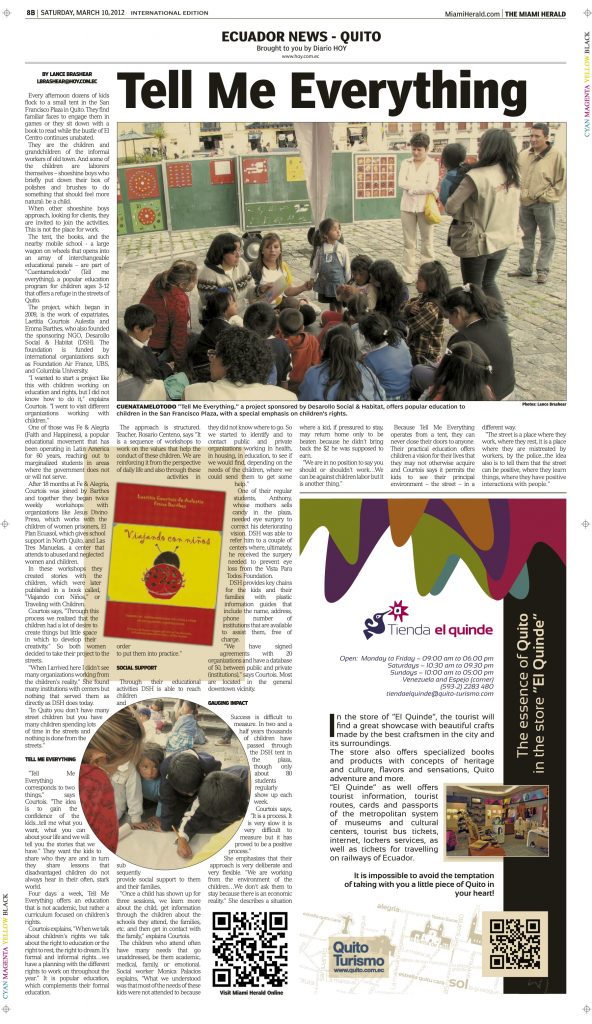 8B | SATURDAY, MARCH 10, 2012 INTERNATIONAL EDITION
MiamiHerald.com | THE MIAMI HERALD
ECUADOR NEWS - QUITO
Brought to you by Diario HOY
www.hoy.com.ec
CYAN MAGENTA YELLOW BLACK
BY LANCE BRASHEAR
LBRASHEAR@HOY.COM.EC
Tell Me Everything
Every afternoon dozens of kids
flock to a small tent in the San
Francisco Plaza in Quito. They find
familiar faces to engage them in
games or they sit down with a
book to read while the bustle of El
Centro continues unabated.
They are the children and
grandchildren of the informal
workers of old town. And some of
the children are laborers
themselves – shoeshine boys who
briefly put down their box of
polishes and brushes to do
something that should feel more
natural: be a child.
When other shoeshine boys
approach, looking for clients, they
are invited to join the activities.
This is not the place for work.
The tent, the books, and the
nearby mobile school - a large
wagon on wheels that opens into
an array of interchangeable
educational panels – are part of
"Cuentamelotodo" (Tell me
everything), a popular education
program for children ages 3-12
that offers a refuge in the streets of
Quito.
The project, which began in
2009, is the work of expatriates,
Laetitia Courtois Aulestia and
Emma Barthes, who also founded
the sponsoring NGO, Desarollo
Social & Habitat (DSH). The
foundation is funded by
international organizations such
as Foundation Air France, UBS,
and Columbia University.
"I wanted to start a project like
this with children working on
education and rights, but I did not
know how to do it," explains
Courtois. "I went to visit different
organizations working with
children."
One of those was Fe & Alegria
(Faith and Happiness), a popular
educational movement that has
been operating in Latin America
for 60 years, reaching out to
marginalized students in areas
where the government does not
or will not serve.
After 18 months at Fe & Alegria,
Courtois was joined by Barthes
and together they began twice
weekly workshops with
organizations like Jesus Divino
Preso, which works with the
children of women prisoners, El
Plan Ecuasol, which gives school
support in North Quito, and Las
Tres Manuelas, a center that
attends to abused and neglected
women and children.
In these workshops they
created stories with the
children, which were later
published in a book called,
"Viajando con Niños," or
Traveling with Children.
Courtois says, "Through this
process we realized that the
children had a lot of desire to
create things but little space
in which to develop their
creativity." So both women
decided to take their project to the
streets.
"When I arrived here I didn't see
many organizations working from
the children's reality." She found
many institutions with centers but
nothing that served them as
directly as DSH does today.
"In Quito you don't have many
street children but you have
many children spending lots
of time in the streets and
nothing is done from the
streets."
TELL ME EVERYTHING
"Tell Me
Everything
corresponds to
two things,"
says
Courtois. "The idea
is to gain the
confidence of the
kids...tell me what you
want, what you can
about your life and we will
tell you the stories that we
have." They want the kids to
share who they are and in turn
they share lessons that
disadvantaged children do not
always hear in their often, stark
world.
Four days a week, Tell Me
Everything offers an education
that is not academic, but rather a
curriculum focused on children's
rights.
Courtois explains, "When we talk
about children's rights we talk
about the right to education or the
right to rest, the right to dream. It's
formal and informal rights...we
have a planning with the different
rights to work on throughout the
year." It is popular education,
which complements their formal
education.
Photos: Lance Brashear
CUENATAMELOTODO "Tell Me Everything," a project sponsored by Desarollo Social & Habitat, offers popular education to
children in the San Francisco Plaza, with a special emphasis on children's rights.
The approach is structured.
Teacher, Rosario Centeno, says "It
is a sequence of workshops to
work on the values that help the
conduct of these children. We are
reinforcing it from the perspective
of daily life and also through these
activities in
Laetitia Courtois de Aulestia
Emma Barthes
Viajando con niños
order
to put them into practice."
SOCIAL SUPPORT
Through their educational
activities DSH is able to reach
children
and
sub
sequently
provide social support to them
and their families.
"Once a child has shown up for
three sessions, we learn more
about the child, get information
through the children about the
schools they attend, the families,
etc. and then get in contact with
the family," explains Courtois.
The children who attend often
have many needs that go
unaddressed, be them academic,
medical, family, or emotional.
Social worker Monica Palacios
explains, "What we understood
was that most of the needs of these
kids were not attended to because
they did not know where to go. So
we started to identify and to
contact public and private
organizations working in health,
in housing, in education, to see if
we would find, depending on the
needs of the children, where we
could send them to get some
help."
One of their regular
students, Anthony,
whose mothers sells
candy in the plaza,
needed eye surgery to
correct his deteriorating
vision. DSH was able to
refer him to a couple of
centers where, ultimately,
he received the surgery
needed to prevent eye
loss from the Vista Para
Todos Foundation.
DSH provides key chains
for the kids and their
families with plastic
information guides that
include the name, address,
phone number of
institutions that are available
to assist them, free of
charge.
"We have signed
agreements with 20
organizations and have a database
of 50, between public and private
(institutions)," says Courtois. Most
are located in the general
downtown vicinity.
GAUGING IMPACT
Success is difficult to
measure. In two and a
half years thousands
of children have
passed through
the DSH tent in
the plaza,
though only
about 80
students
regularly
show up each
week.
Courtois says,
"It is a process. It
is very slow it is
very difficult to
measure but it has
proved to be a positive
process."
She emphasizes that their
approach is very deliberate and
very flexible. "We are working
from the environment of the
children...We don't ask them to
stay because there is an economic
reality." She describes a situation
Visit Miami Herald Online
where a kid, if pressured to stay,
may return home only to be
beaten because he didn't bring
back the $2 he was supposed to
earn.
"We are in no position to say you
should or shouldn't work...We
can be against children labor but it
is another thing."
Because Tell Me Everything
operates from a tent, they can
never close their doors to anyone.
Their practical education offers
children a vision for their lives that
they may not otherwise acquire
and Courtois says it permits the
kids to see their principal
environment – the street – in a
different way.
"The street is a place where they
work, where they rest, it is a place
where they are mistreated by
workers, by the police...the idea
also is to tell them that the street
can be positive, where they learn
things, where they have positive
interactions with people."
Tienda el quinde
Open: Monday to Friday – 09:00 am to 06:00 pm
Saturdays – 10:30 am to 09:30 pm
Sundays – 10:00 am to 05:00 pm
Venezuela and Espejo (corner)
(593-2) 2283 480
tiendaelquinde@quito-turismo.com
In the store of "El Quinde", the tourist will
find a great showcase with beautiful crafts
made by the best craftsmen in the city and
its surroundings.
The store also offers specialized books
and products with concepts of heritage
and culture, flavors and sensations, Quito
adventure and more.
"El Quinde" as well offers
tourist information, tourist
routes, cards and passports
of the metropolitan system
of museums and cultural
centers, tourist bus tickets,
internet, lockers services, as
well as tickets for travelling
on railways of Ecuador.
It is impossible to avoid the temptation
of taking with you a little piece of Quito in
your heart!
The essence of Quito
in the store "El Quinde"
alegría
sol
Quito
Turismo
www.quito.com.ec
CYAN MAGENTA YELLOW BLACK